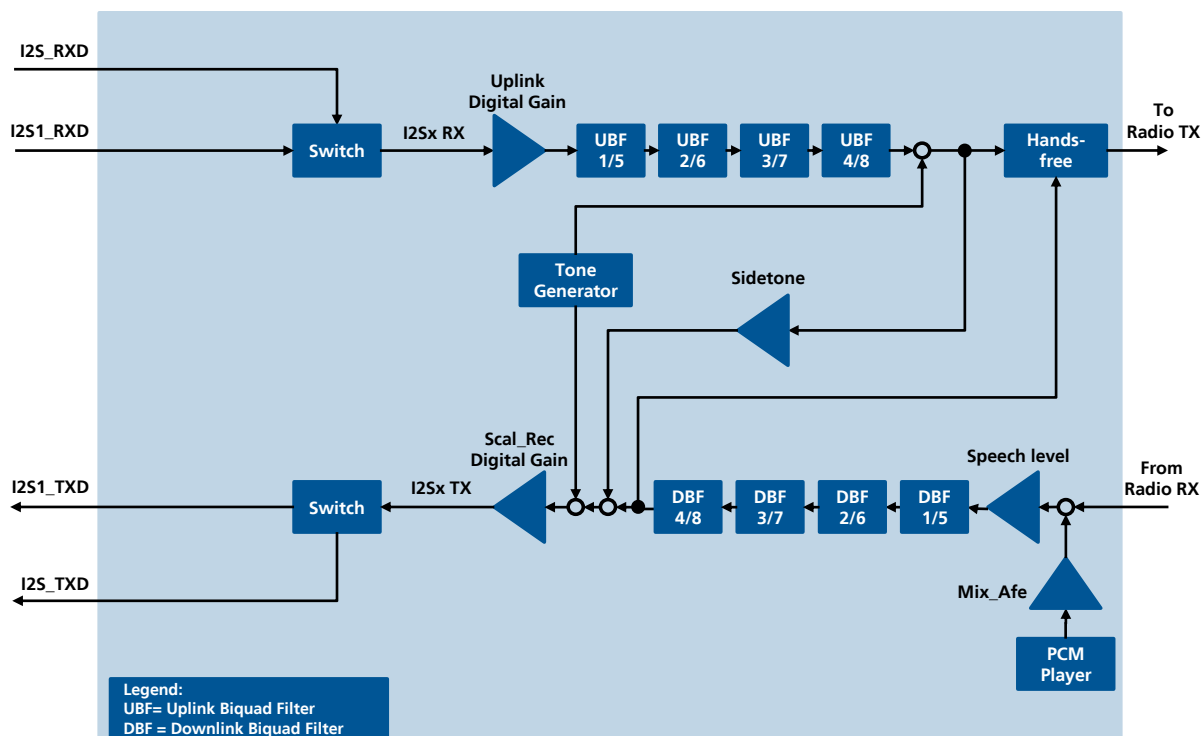 I2S_RXD
I2S1_RXD
Switch
I2Sx RX
Uplink
Digital Gain
UBF
1/5
UBF
2/6
UBF
3/7
UBF
4/8
Hands-
free
To
Radio TX
Tone
Generator
Sidetone
I2S1_TXD
I2S_TXD
Switch
I2Sx TX
Scal_Rec
Digital Gain
DBF
4/8
DBF
3/7
DBF
2/6
DBF
1/5
Speech level
From
Radio RX
Mix_Afe
PCM
Player
Legend:
UBF= Uplink Biquad Filter
DBF = Downlink Biquad Filter